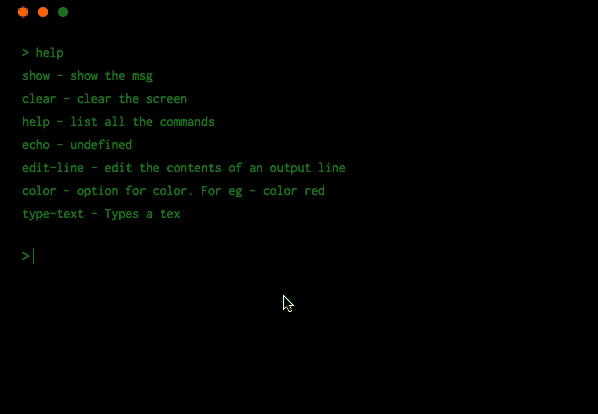 > help
show - show the msg
clear - clear the screen
help - list all the commands
echo - undefined
edit-line - edit the contents of an output line
color - option for color. For eg - color red
type-text - Types a tex
>